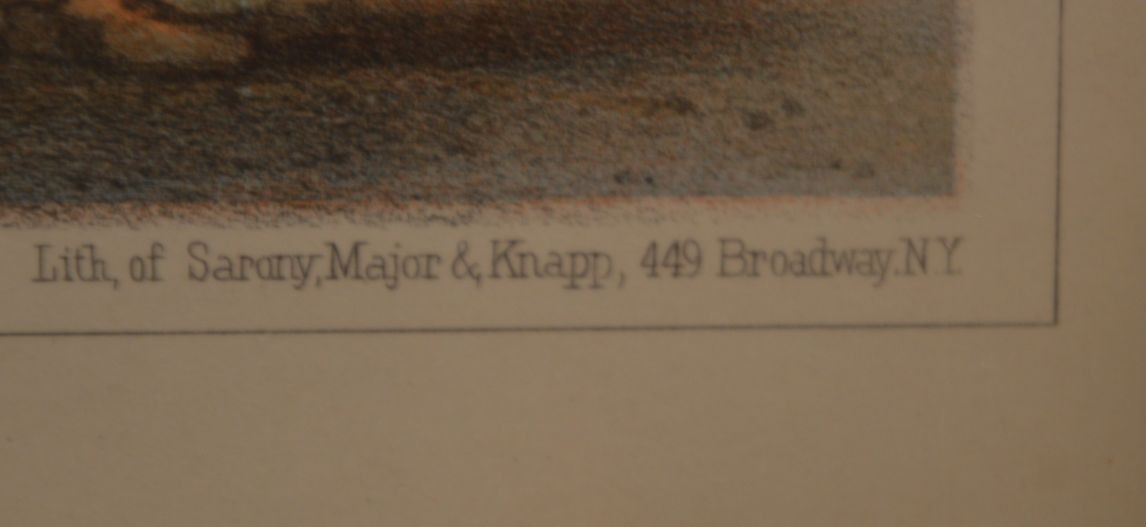 Lith, of Sarony, Major &, Knapp, 449 Broadway. N.Y.